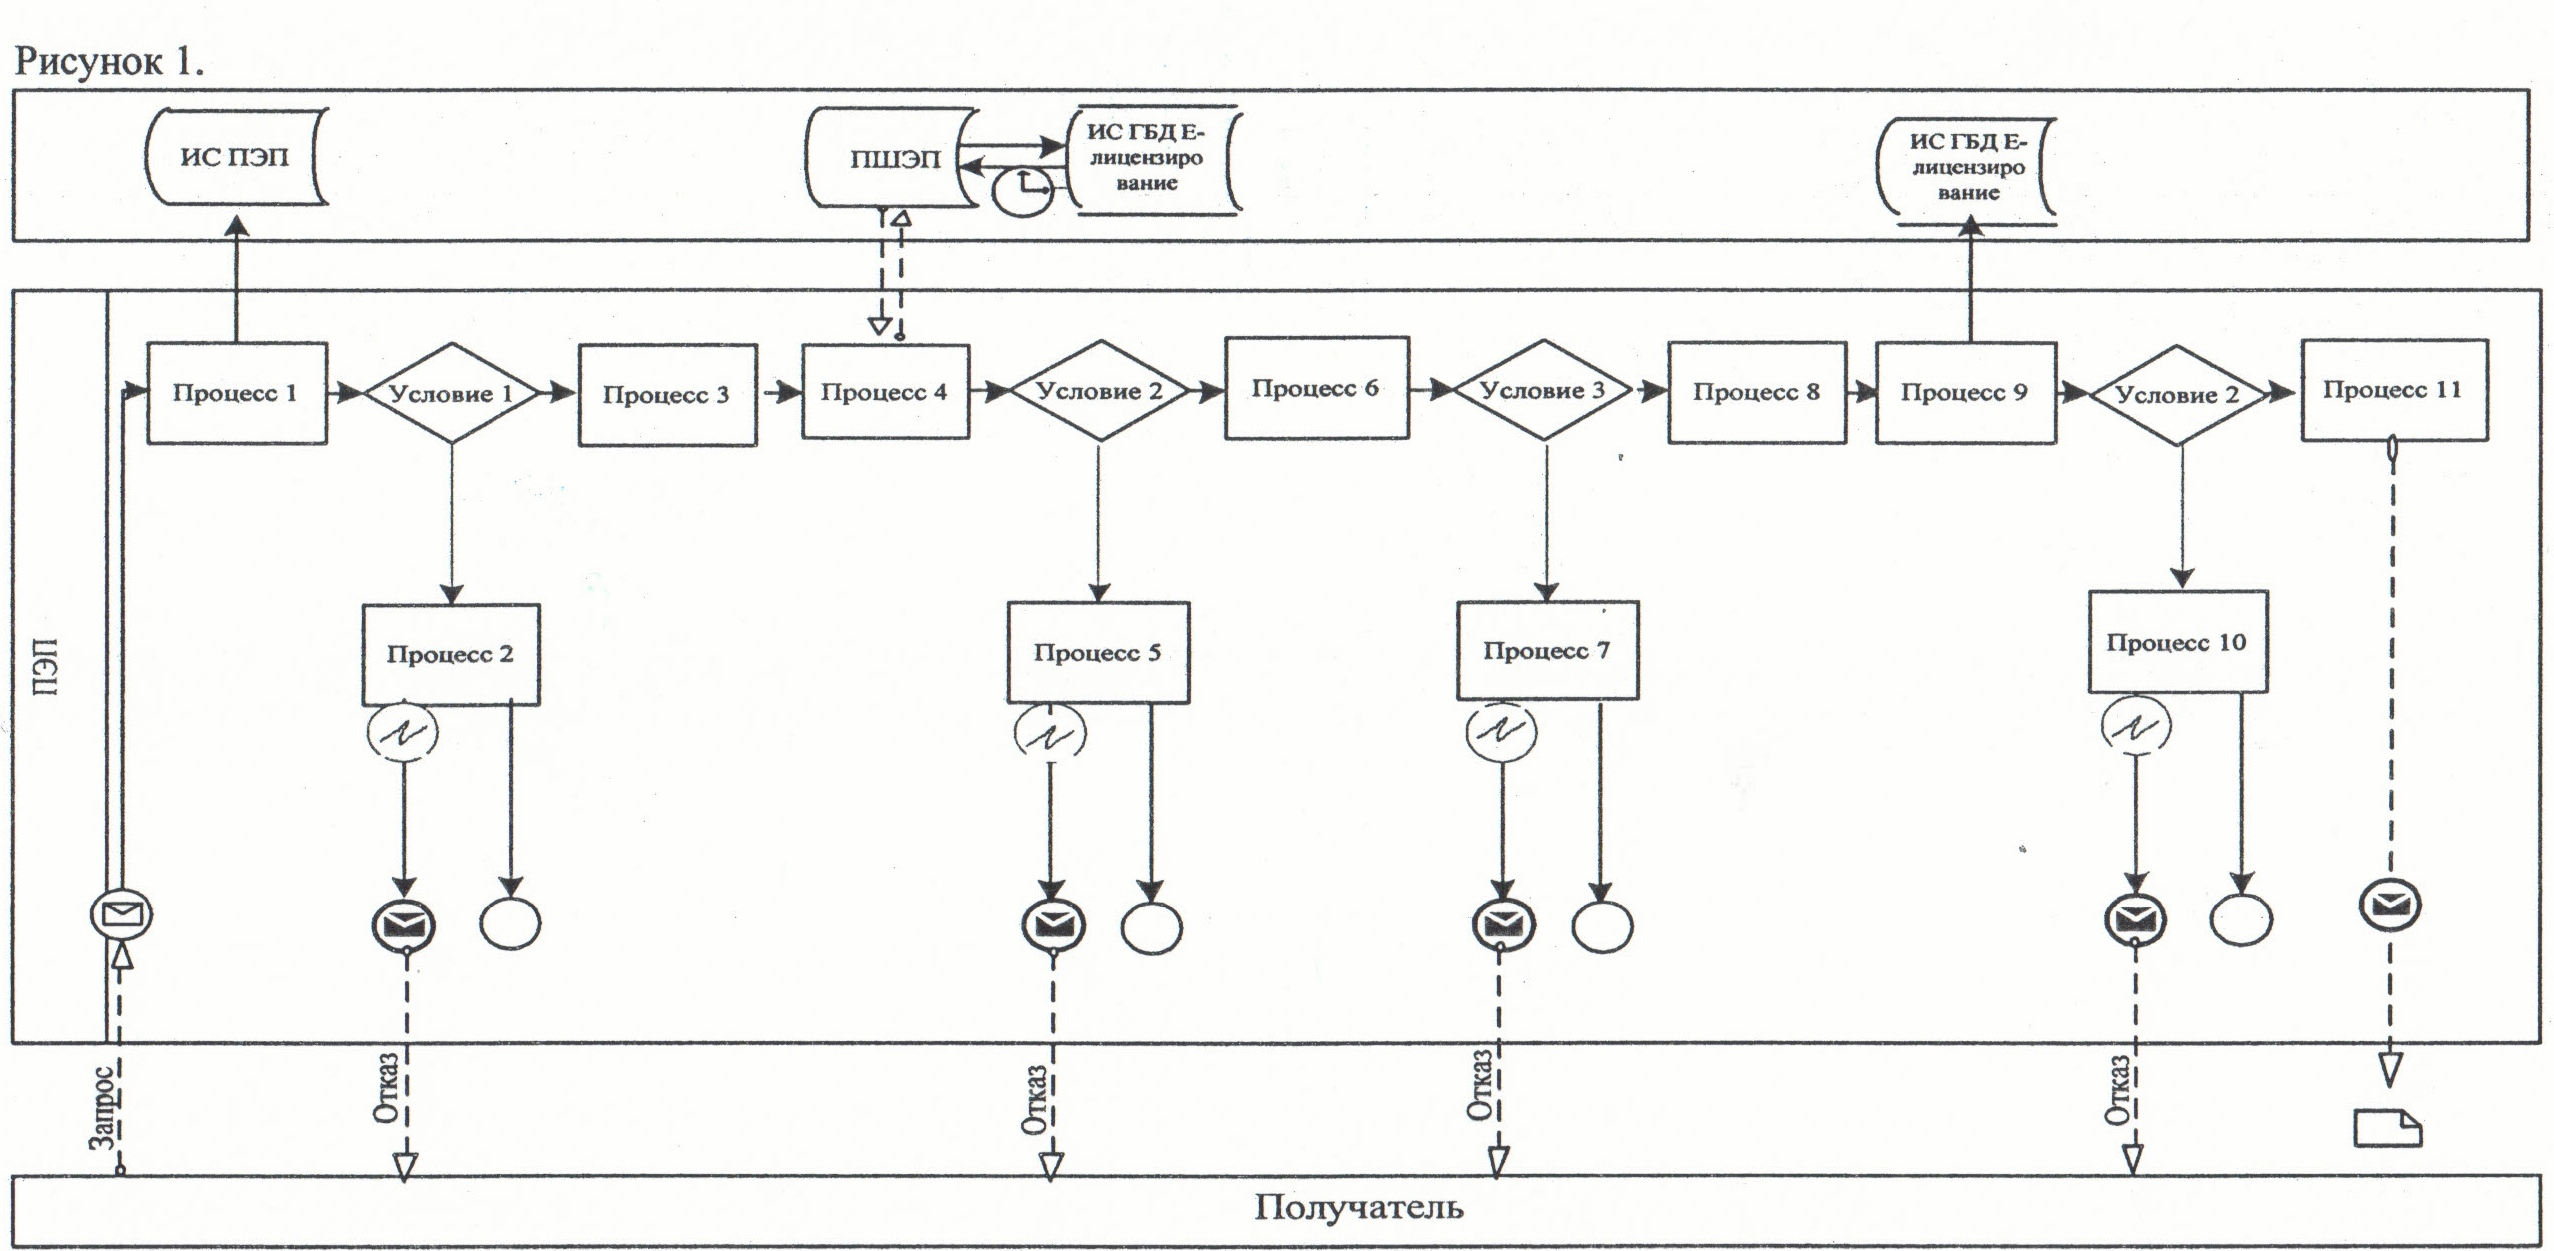 Рисунок 1.
ИС ПЭП
ПШЭП
ИС ГБД Е-
лицензиро
вание
ИС ГБД Е-
лицензиро
вание
ПЭП
Процесс 1
Условие 1
Процесс 3
Процесс 4
Условие 2
Процесс 6
Условие 3
Процесс 8
Процесс 9
Условие 2
Процесс 11
Процесс 2
Процесс 5
Процесс 7
Процесс 10
Запрос
Отказ
Отказ
Отказ
Отказ
Получатель